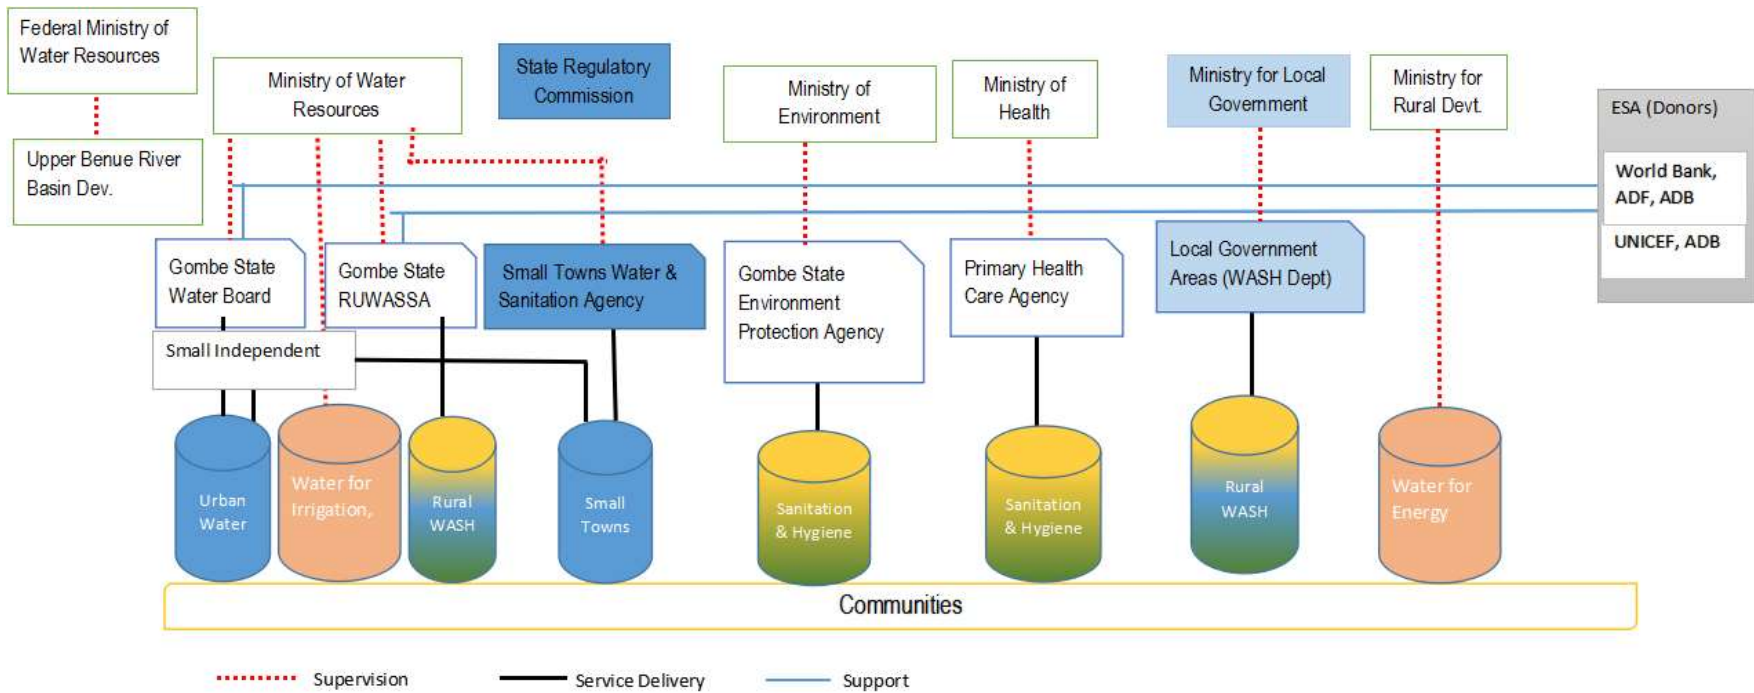 Federal Ministry of
Water Resources
Ministry of Water
Resources
State Regulatory
Commission
Ministry of
Environment
Ministry of
Health
Ministry for Local
Government
Ministry for
Rural Devt.
ESA (Donors)
World Bank,
ADF, ADB
UNICEF, ADB
Upper Benue River
Basin Dev.
Gombe State
Water Board
Gombe State
RUWASSA
Small Towns Water &
Sanitation Agency
Gombe State
Environment
Protection Agency
Primary Health
Care Agency
Local Government
Areas (WASH Dept)
Small Independent
Urban
Water
Water for
Irrigation,
Rural
WASH
Small
Towns
Sanitation
& Hygiene
Sanitation
& Hygiene
Rural
WASH
Water for
Energy
Communities
Supervision
Service Delivery
Support